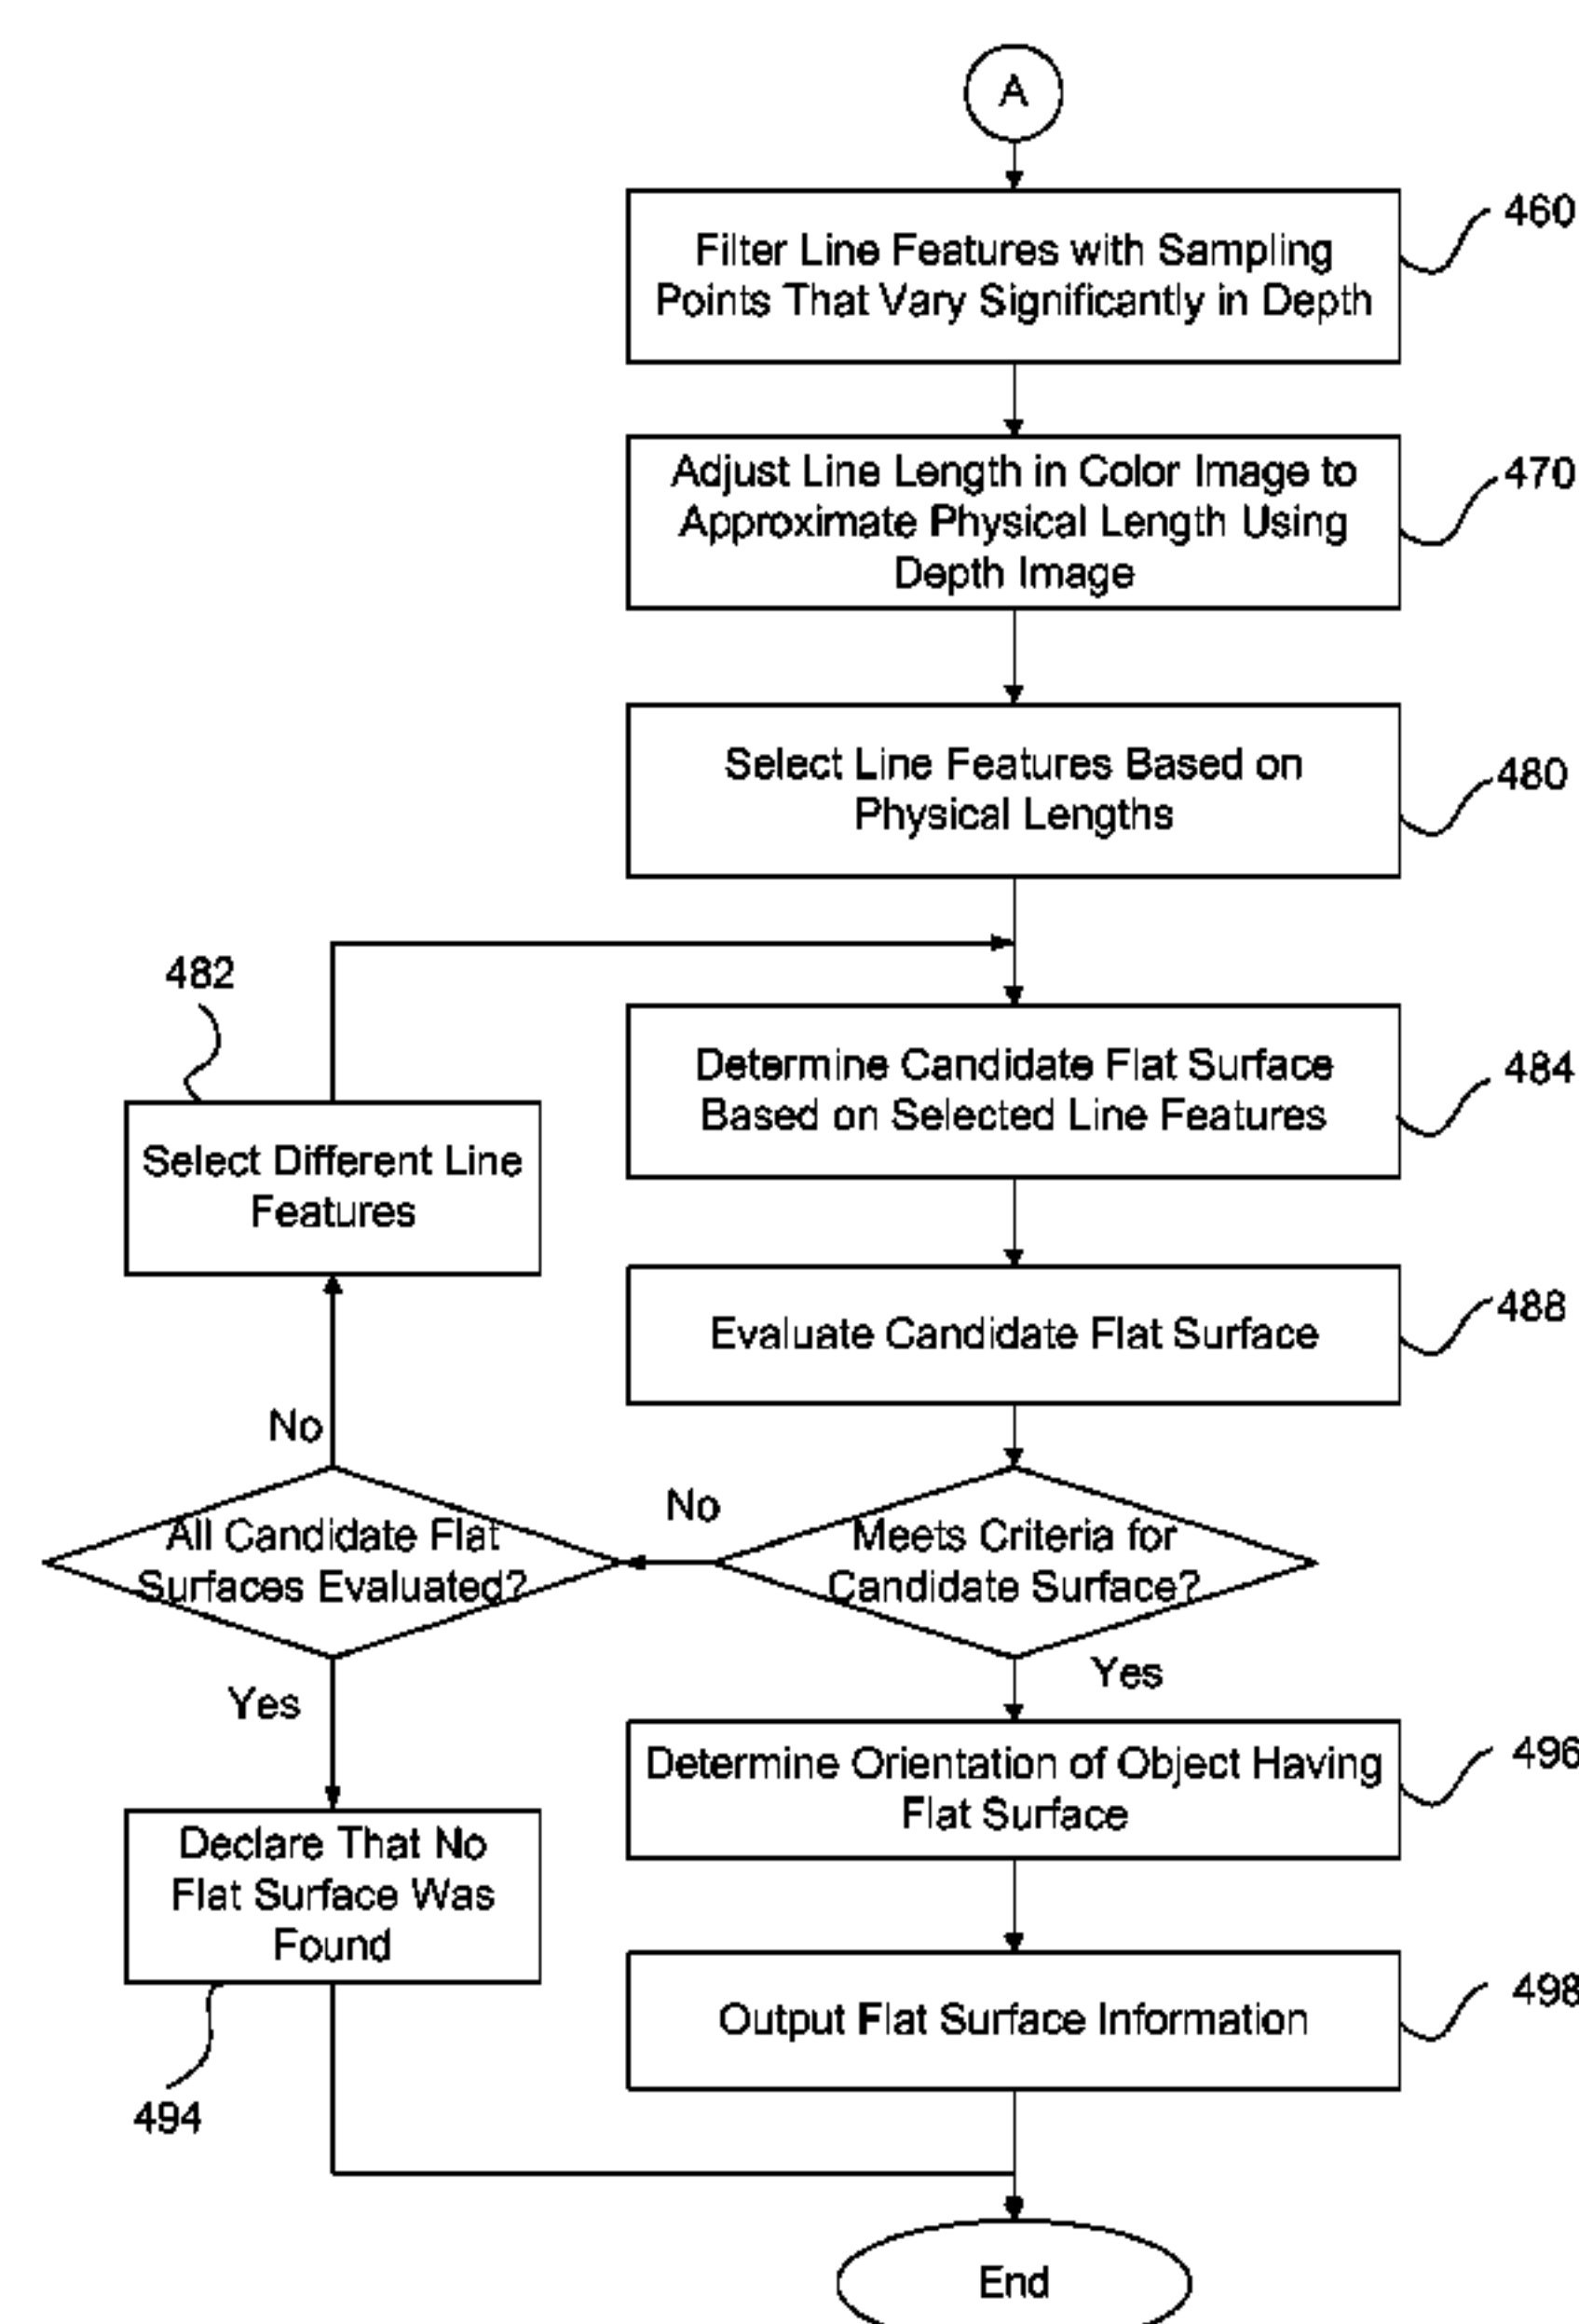 A
Filter Line Features with Sampling
Points That Vary Significantly in Depth
460
Adjust Line Length in Color Image to
Approximate Physical Length Using
Depth Image
470
Select Line Features Based on
Physical Lengths
480
482
Select Different Line
Features
Determine Candidate Flat Surface
Based on Selected Line Features
484
Evaluate Candidate Flat Surface
488
No
All Candidate Flat
Surfaces Evaluated?
No
Meets Criteria for
Candidate Surface?
Yes
Yes
Determine Orientation of Object Having
Flat Surface
496
Declare That No
Flat Surface Was
Found
494
Output Flat Surface Information
498
End